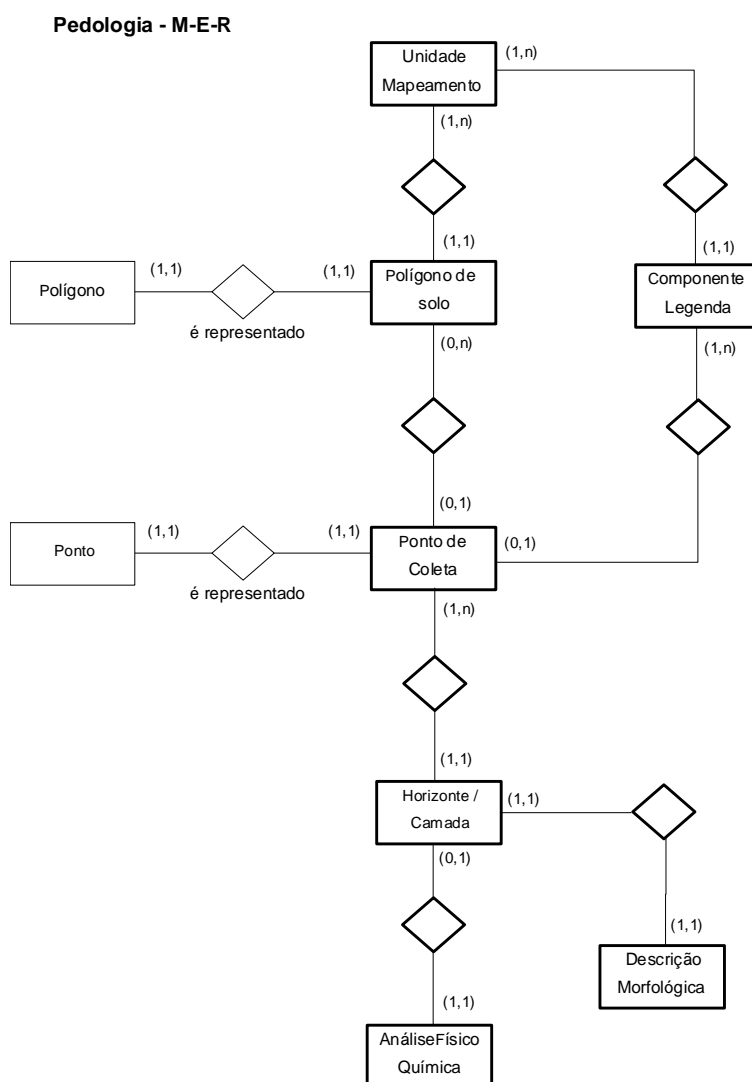 Pedologia - M-E-R
Unidade
Mapeamento
(1,n)
(1,n)
(1,1)
(1,1)
Polígono
(1,1)
é representado
(1,1)
Polígono de
solo
Componente
Legenda
(0,n)
(1,n)
(0,1)
Ponto
(1,1)
é representado
(1,1)
Ponto de
Coleta
(0,1)
(1,n)
(1,1)
Horizonte /
Camada
(1,1)
(0,1)
(1,1)
Descrição
Morfológica
(1,1)
AnáliseFísico
Química